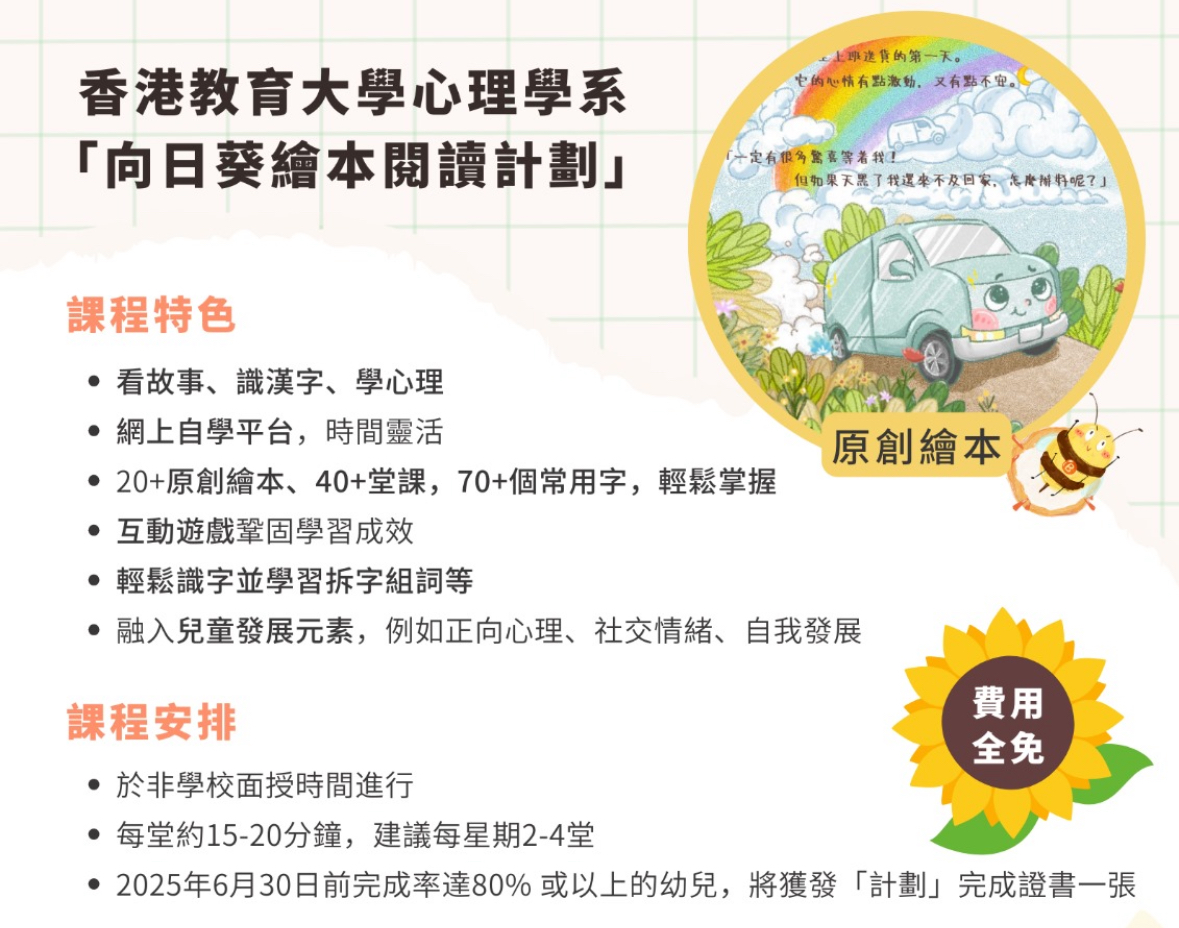 香港教育大學心理學系
「向日葵繪本閱讀計劃」
上班進貨的第一天。
它的心情有點激動，又有點不安。
「一定有很多驚喜等着我！
但如果天黑了我還來不及回家，怎麼辦好呢？」
原創繪本
課程特色
• 看故事、識漢字、學心理
• 網上自學平台，時間靈活
• 20+原創繪本、40+堂課，70+個常用字，輕鬆掌握
• 互動遊戲鞏固學習成效
• 輕鬆識字並學習拆字組詞等
• 融入兒童發展元素，例如正向心理、社交情緒、自我發展
費用
全免
課程安排
• 於非學校面授時間進行
• 每堂約15-20分鐘，建議每星期2-4堂
• 2025年6月30日前完成率達80% 或以上的幼兒，將獲發「計劃」完成證書一張